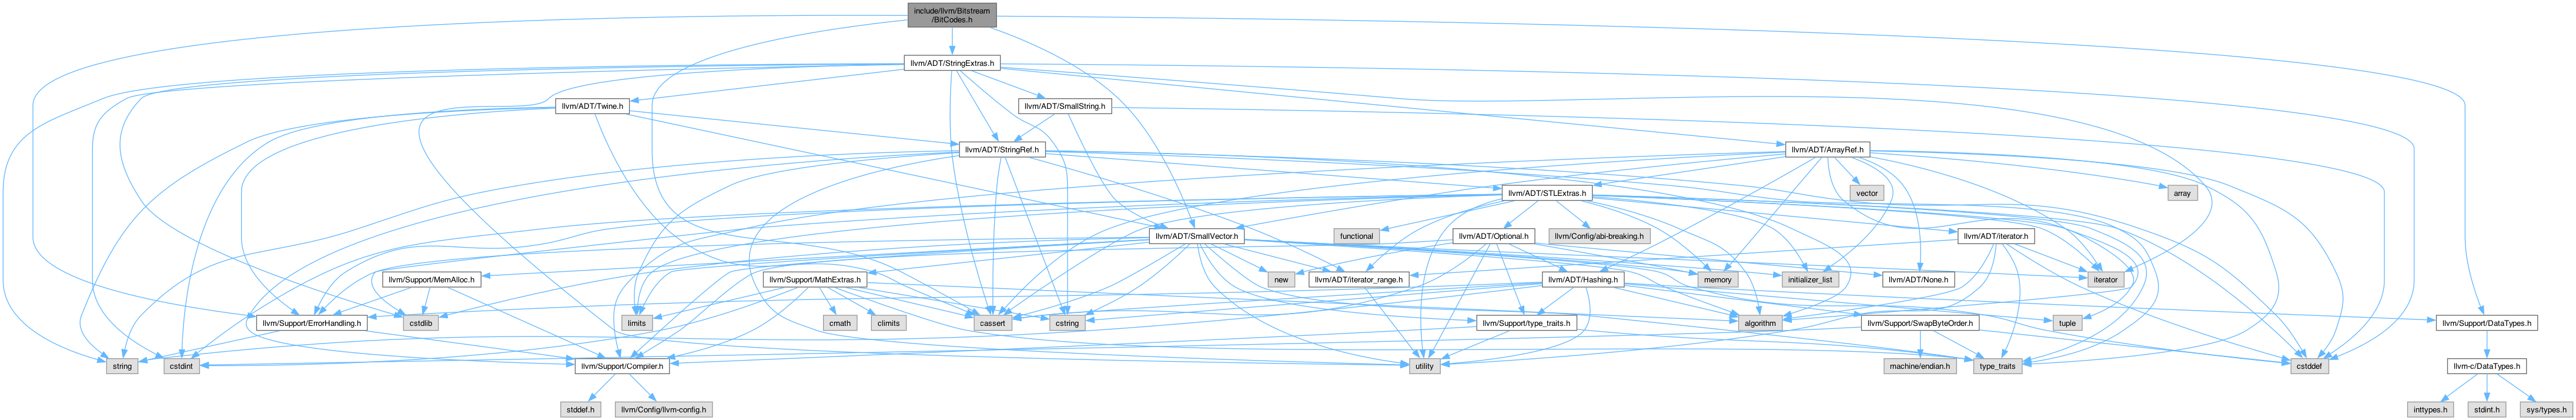 include/llvm/Bitstream
/BitCodes.h
llvm/ADT/StringExtras.h
llvm/ADT/Twine.h
llvm/ADT/SmallString.h
llvm/ADT/StringRef.h
llvm/ADT/ArrayRef.h
llvm/ADT/STLExtras.h
vector
array
functional
llvm/ADT/SmallVector.h
llvm/ADT/Optional.h
llvm/Config/abi-breaking.h
llvm/ADT/iterator.h
llvm/Support/MemAlloc.h
llvm/Support/MathExtras.h
new
llvm/ADT/iterator_range.h
llvm/ADT/Hashing.h
memory
initializer_list
llvm/ADT/None.h
iterator
llvm/Support/ErrorHandling.h
cstdlib
limits
cmath
climits
cassert
cstring
llvm/Support/type_traits.h
algorithm
llvm/Support/SwapByteOrder.h
tuple
llvm/Support/DataTypes.h
string
cstdint
llvm/Support/Compiler.h
utility
machine/endian.h
type_traits
cstddef
llvm-c/DataTypes.h
stddef.h
llvm/Config/llvm-config.h
inttypes.h
stdint.h
sys/types.h